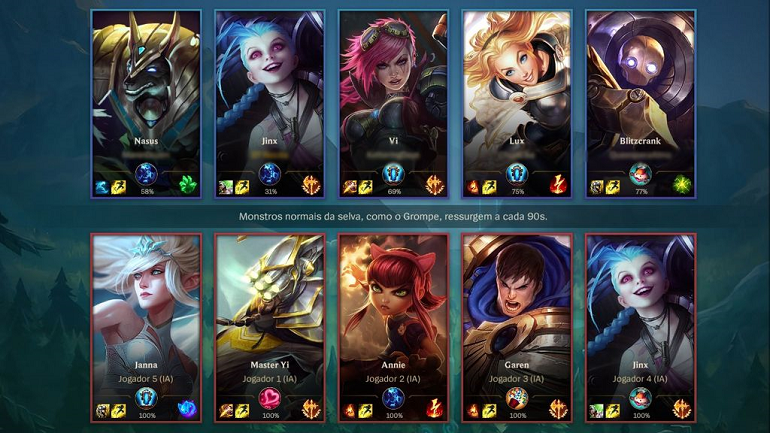 Nasus
Jinx
Vi
Lux
Blitzcrank
58%
31%
69%
75%
77%
Monstros normais da selva, como o Grompe, ressurgem a cada 90s.
Janna
Master Yi
Annie
Garen
Jinx
Jogador 5 (IA)
Jogador 1 (IA)
Jogador 2 (IA)
Jogador 3 (IA)
Jogador 4 (IA)
100%
100%
100%
100%
100%